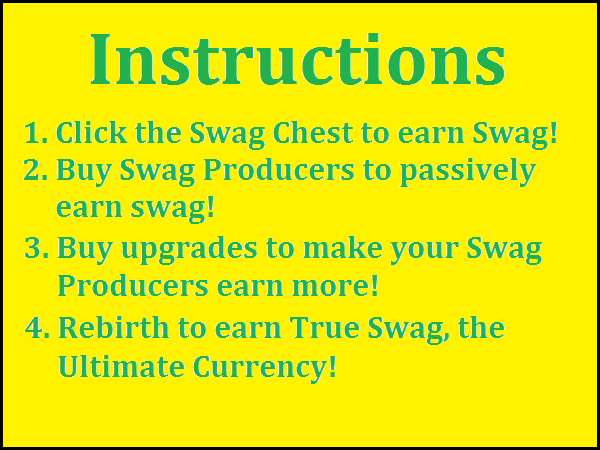 Instructions
1. Click the Swag Chest to earn Swag!
2. Buy Swag Producers to passively
earn swag!
3. Buy upgrades to make your Swag
Producers earn more!
4. Rebirth to earn True Swag, the
Ultimate Currency!